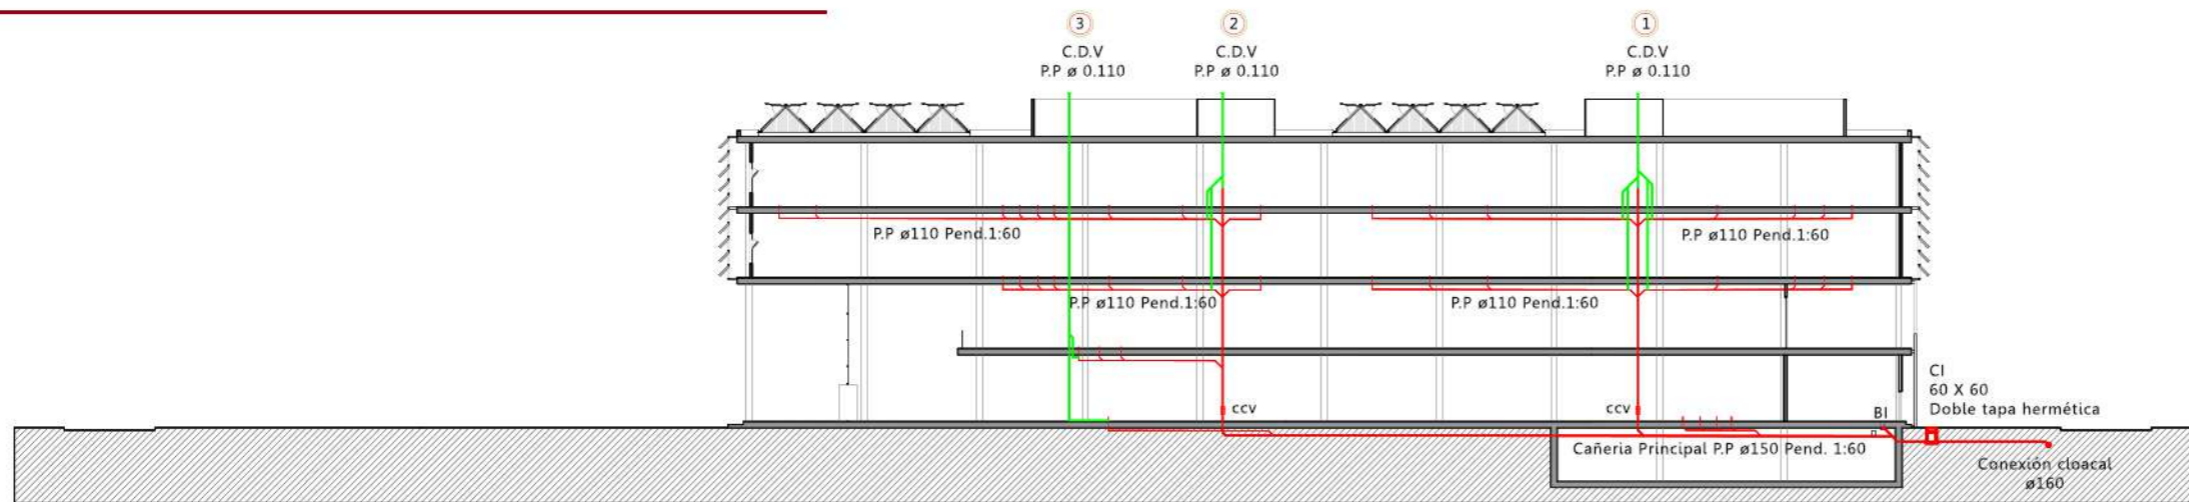 3
C.D.V
P.P ø 0.110
2
C.D.V
P.P ø 0.110
1
C.D.V
P.P ø 0.110
P.P ø110 Pend.1:60
P.P ø110 Pend.1:60
P.P ø110 Pend.1:60
P.P ø110 Pend.1:60
CI
60 X 60
Doble tapa hermética
ccv
ccv
BI
Cañeria Principal P.P ø150 Pend. 1:60
Conexión cloacal
ø160